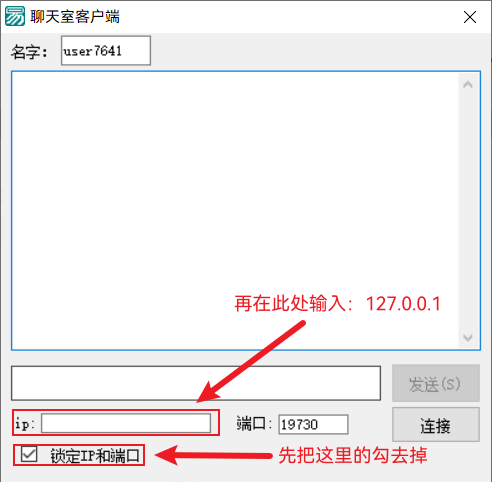 聊天室客户端
名字: user7641
再在此处输入: 127.0.0.1
发送(S)
ip: 端口: 19730 连接
锁定IP和端口 先把这里的勾去掉